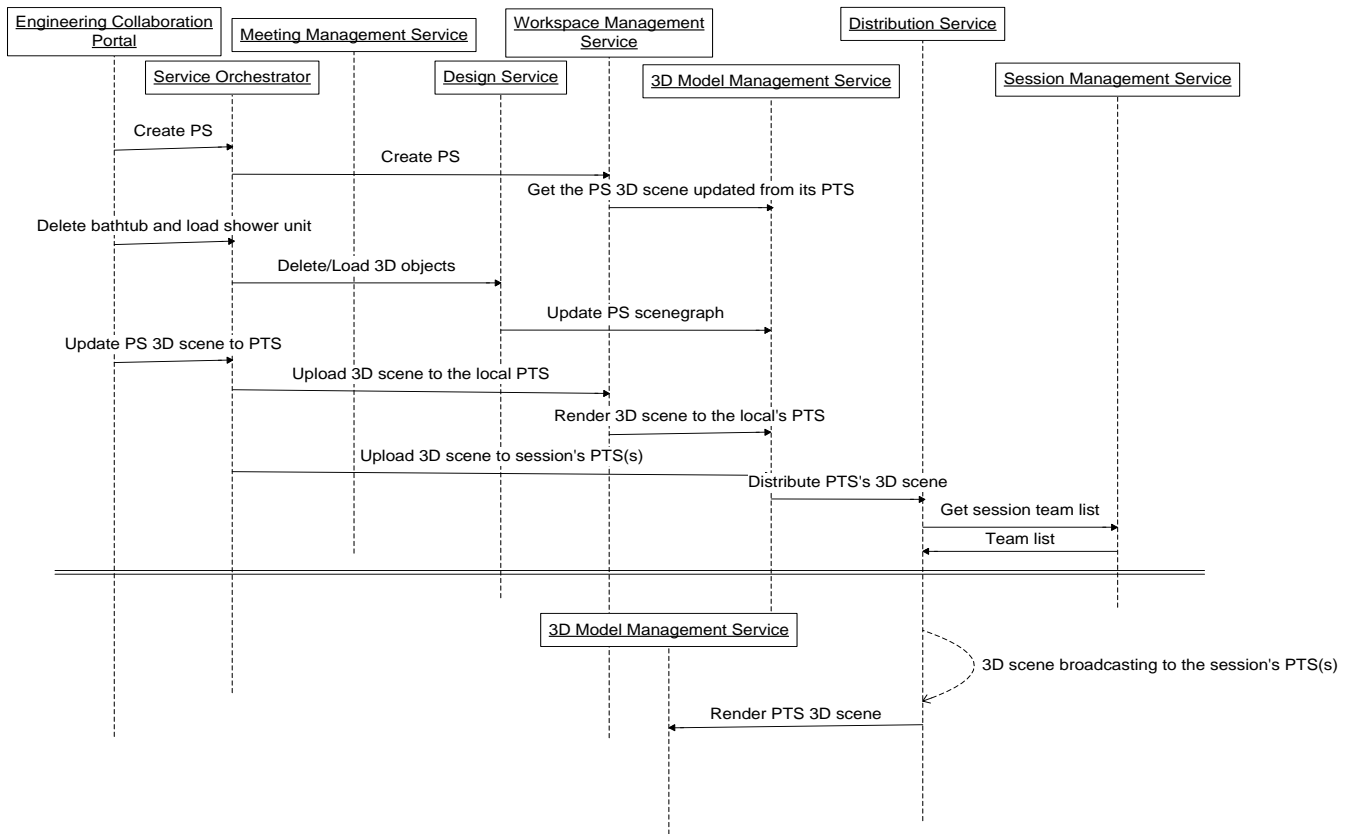 Engineering Collaboration
Portal
Meeting Management Service
Workspace Management
Service
Distribution Service
Service Orchestrator
Design Service
3D Model Management Service
Session Management Service
Create PS
Create PS
Get the PS 3D scene updated from its PTS
Delete bathtub and load shower unit
Delete/Load 3D objects
Update PS scenegraph
Update PS 3D scene to PTS
Upload 3D scene to the local PTS
Render 3D scene to the local's PTS
Upload 3D scene to session's PTS(s)
Distribute PTS's 3D scene
Get session team list
Team list
3D Model Management Service
3D scene broadcasting to the session's PTS(s)
Render PTS 3D scene